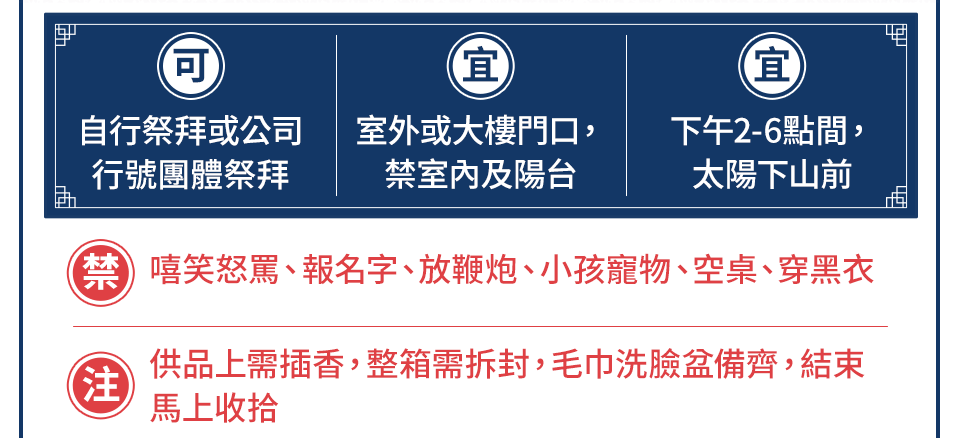 可
自行祭拜或公司
行號團體祭拜
宜
室外或大樓門口，
禁室內及陽台
宜
下午2-6點間，
太陽下山前
禁
嘻笑怒罵、報名字、放鞭炮、小孩寵物、空桌、穿黑衣
注
供品上需插香，整箱需拆封，毛巾洗臉盆備齊，結束
馬上收拾